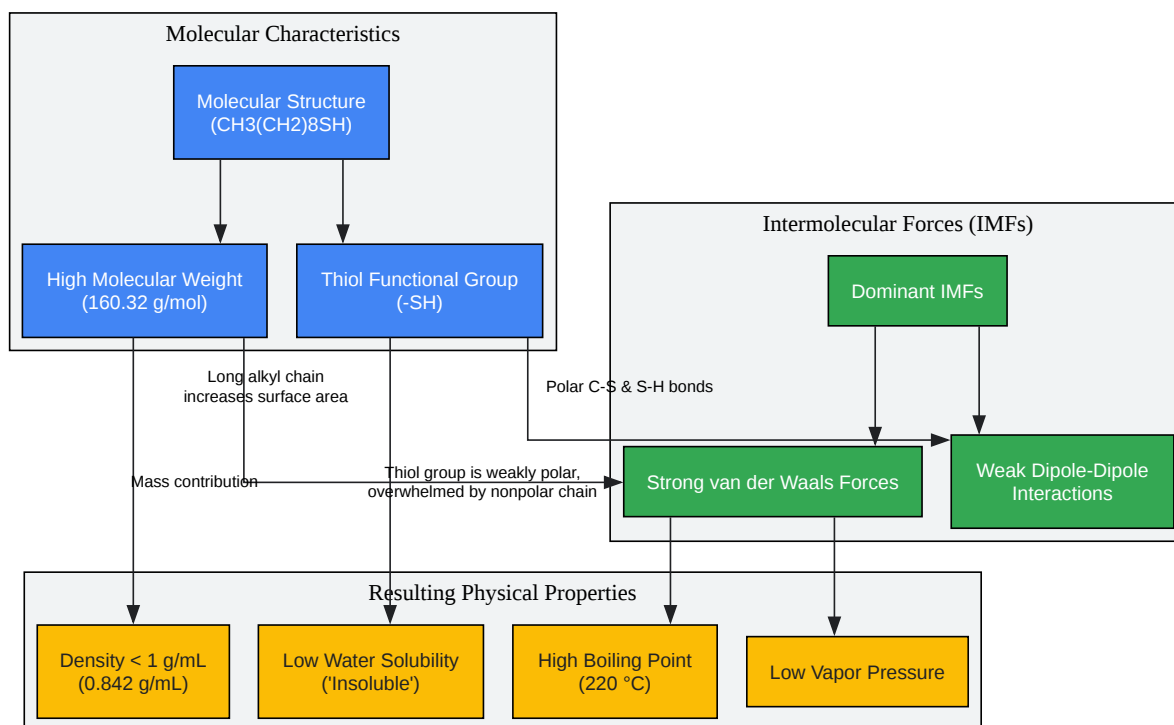 Molecular Characteristics
Molecular Structure
(CH3(CH2)8SH)
High Molecular Weight
(160.32 g/mol)
Thiol Functional Group
(-SH)
Intermolecular Forces (IMFs)
Dominant IMFs
Long alkyl chain
increases surface area
Polar C-S & S-H bonds
Mass contribution
Thiol group is weakly polar,
overwhelmed by nonpolar chain
Strong van der Waals Forces
Weak Dipole-Dipole
Interactions
Resulting Physical Properties
Density < 1 g/mL
(0.842 g/mL)
Low Water Solubility
('Insoluble')
High Boiling Point
(220 °C)
Low Vapor Pressure